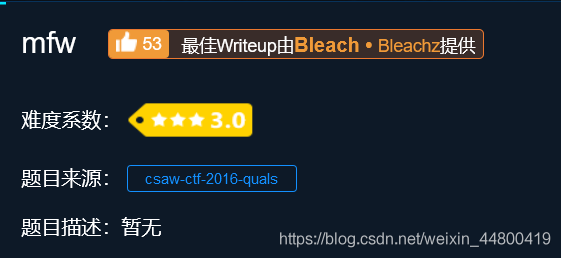 mfw 53 最佳Writeup由Bleach • Bleachz提供
难度系数： 3.0
题目来源： csaw-ctf-2016-quals
题目描述：暂无
https://blog.csdn.net/weixin_44800419